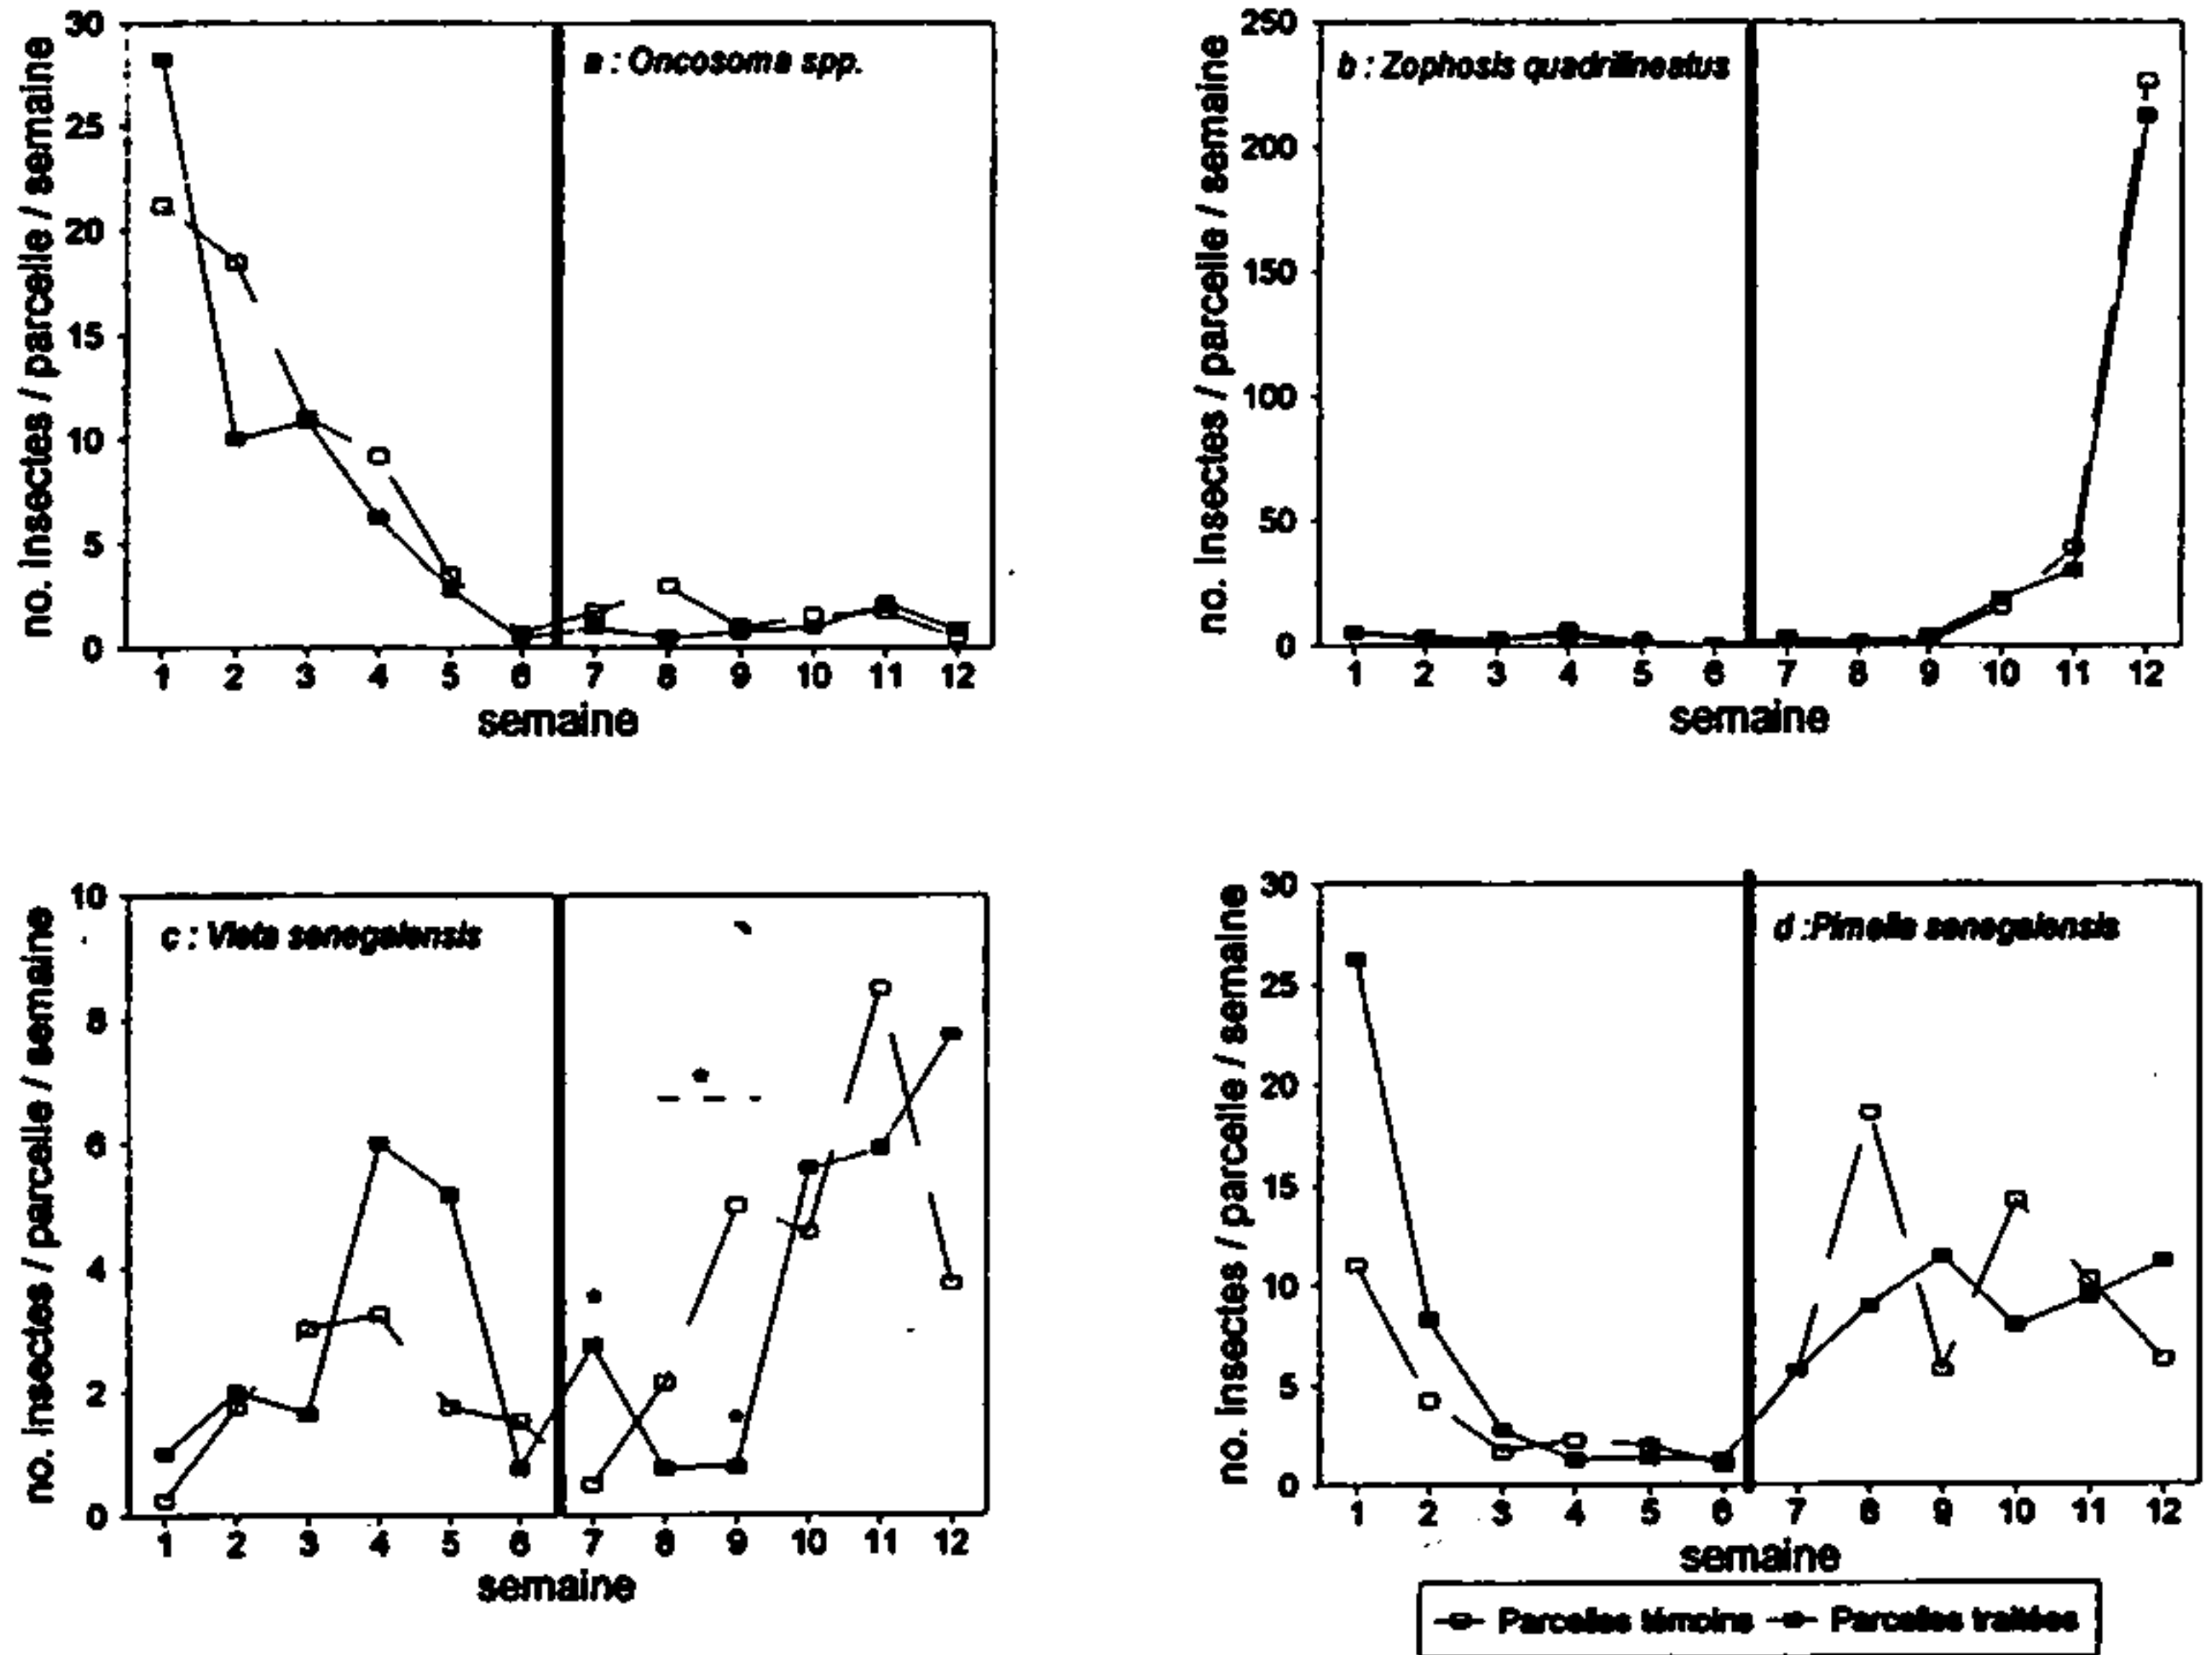 a : Oncosoma spp.
no. insectes / parcelle / semaine
30
25
20
15
10
5
0
1 2 3 4 5 6 7 8 9 10 11 12
semaine
b : Zophosis quadrilineatus
no. insectes / parcelle / semaine
250
200
150
100
50
0
1 2 3 4 5 6 7 8 9 10 11 12
semaine
c : Vieta senegalensis
no. insectes / parcelle / semaine
10
8
6
4
2
0
1 2 3 4 5 6 7 8 9 10 11 12
semaine
d :Pimelia senegalensis
no. insectes / parcelle / semaine
30
25
20
15
10
5
0
1 2 3 4 5 6 7 8 9 10 11 12
semaine
Parcelles témoins Parcelles traitées